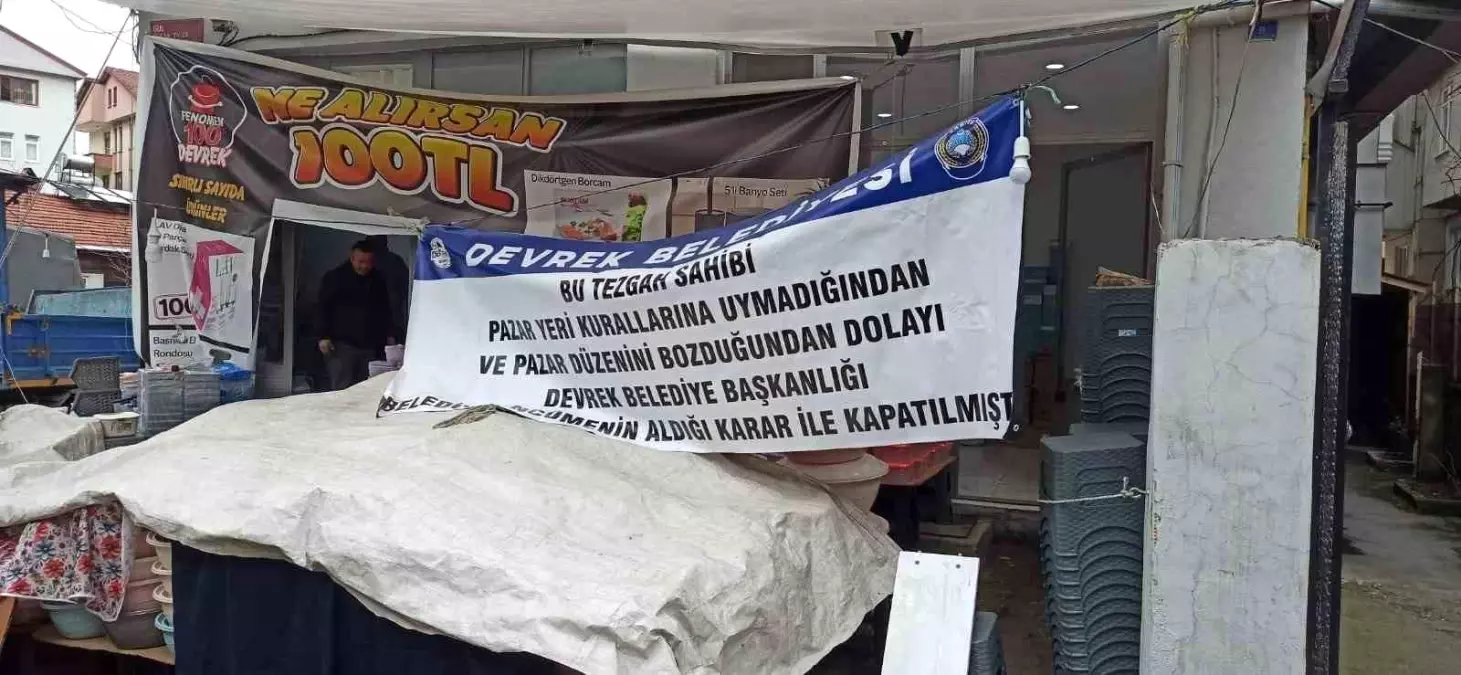 FENOMEN
100
DEVREK
SINIRLI SAYIDA
ÜRÜNLER
NE ALIRSAN
100TL
Dikdörtgen Borcam
5'li Banyo Seti
100
Rondosu
DEVREK BELEDİYESİ
BU TEZGAH SAHİBİ
PAZAR YERİ KURALLARINA UYMADIĞINDAN
VE PAZAR DÜZENİNİ BOZDUĞUNDAN DOLAYI
DEVREK BELEDİYE BAŞKANLIĞI
ALDIĞI KARAR İLE KAPATILMIŞT